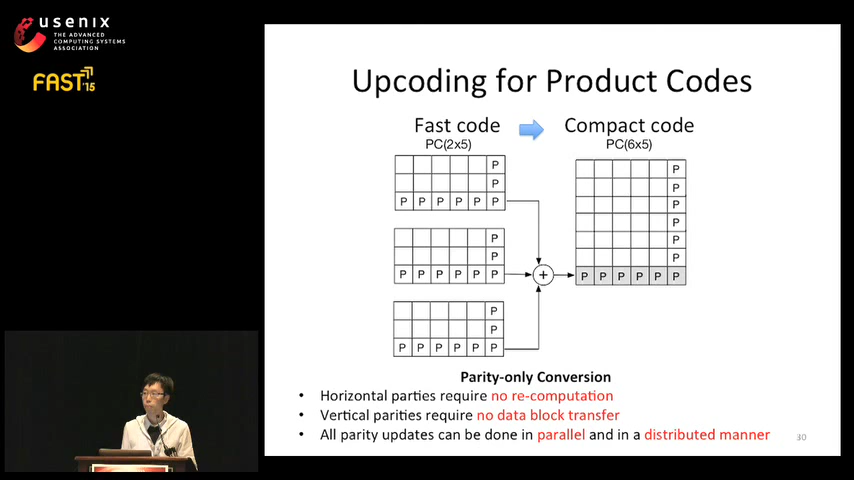 usenix
THE ADVANCED
COMPUTING SYSTEMS
ASSOCIATION
FAST'15
Upcoding for Product Codes
Fast code
Compact code
PC(2x5)
PC(6x5)
P
P
P P P P P P
P
P
P P P P P P
P
P
P P P P P P
+
P
P
P
P
P
P
P P P P P P
Parity-only Conversion
• Horizontal parties require no re-computation
• Vertical parities require no data block transfer
• All parity updates can be done in parallel and in a distributed manner
30